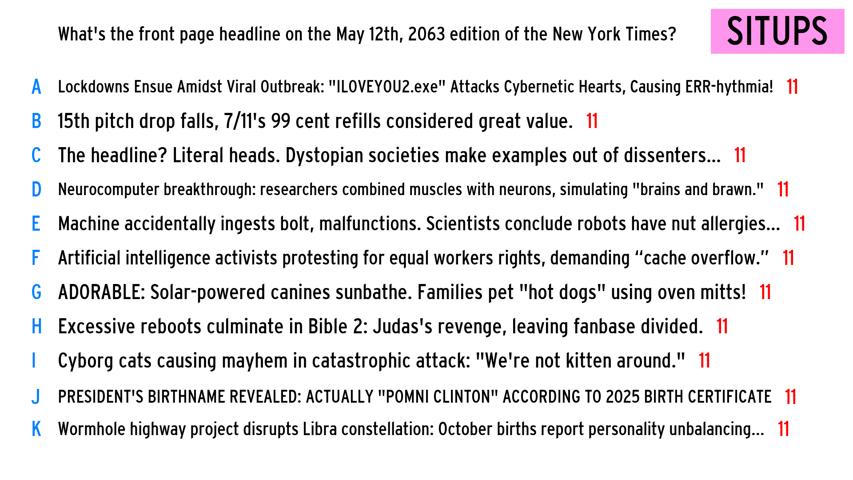 What's the front page headline on the May 12th, 2063 edition of the New York Times?
SITUPS
A Lockdowns Ensue Amidst Viral Outbreak: "ILOVEYOU2.exe" Attacks Cybernetic Hearts, Causing ERR-hythmia! 11
B 15th pitch drop falls, 7/11's 99 cent refills considered great value. 11
C The headline? Literal heads. Dystopian societies make examples out of dissenters... 11
D Neurocomputer breakthrough: researchers combined muscles with neurons, simulating "brains and brawn." 11
E Machine accidentally ingests bolt, malfunctions. Scientists conclude robots have nut allergies... 11
F Artificial intelligence activists protesting for equal workers rights, demanding “cache overflow.” 11
G ADORABLE: Solar-powered canines sunbathe. Families pet "hot dogs" using oven mitts! 11
H Excessive reboots culminate in Bible 2: Judas's revenge, leaving fanbase divided. 11
I Cyborg cats causing mayhem in catastrophic attack: "We're not kitten around." 11
J PRESIDENT'S BIRTHNAME REVEALED: ACTUALLY "POMNI CLINTON" ACCORDING TO 2025 BIRTH CERTIFICATE 11
K Wormhole highway project disrupts Libra constellation: October births report personality unbalancing... 11